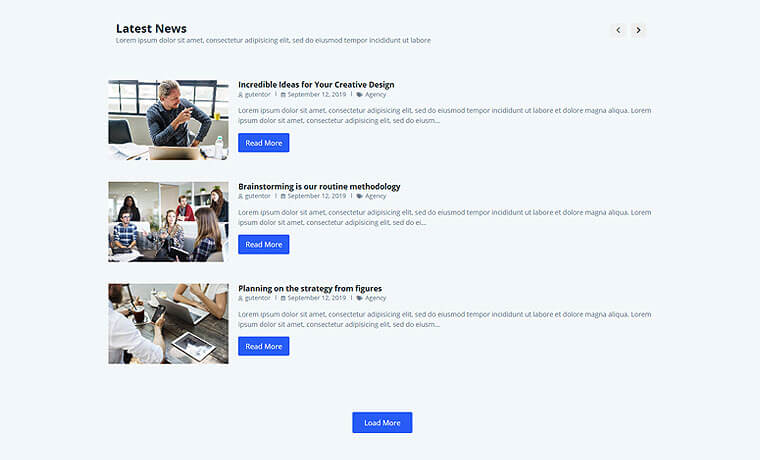 Latest News
Lorem ipsum dolor sit amet, consectetur adipisicing elit, sed do eiusmod tempor incididunt ut labore
Incredible Ideas for Your Creative Design
gutentor | September 12, 2019 | Agency
Lorem ipsum dolor sit amet, consectetur adipisicing elit, sed do eiusmod tempor incididunt ut labore et dolore magna aliqua. Lorem
ipsum dolor sit amet, consectetur adipisicing elit, sed do eiusm...
Read More
Brainstorming is our routine methodology
gutentor | September 12, 2019 | Agency
Lorem ipsum dolor sit amet, consectetur adipisicing elit, sed do eiusmod tempor incididunt ut labore et dolore magna aliqua. Lorem
ipsum dolor sit amet, consectetur adipisicing elit, sed do ei...
Read More
Planning on the strategy from figures
gutentor | September 12, 2019 | Agency
Lorem ipsum dolor sit amet, consectetur adipisicing elit, sed do eiusmod tempor incididunt ut labore et dolore magna aliqua. Lorem
ipsum dolor sit amet, consectetur adipisicing elit, sed do eiusm...
Read More
Load More